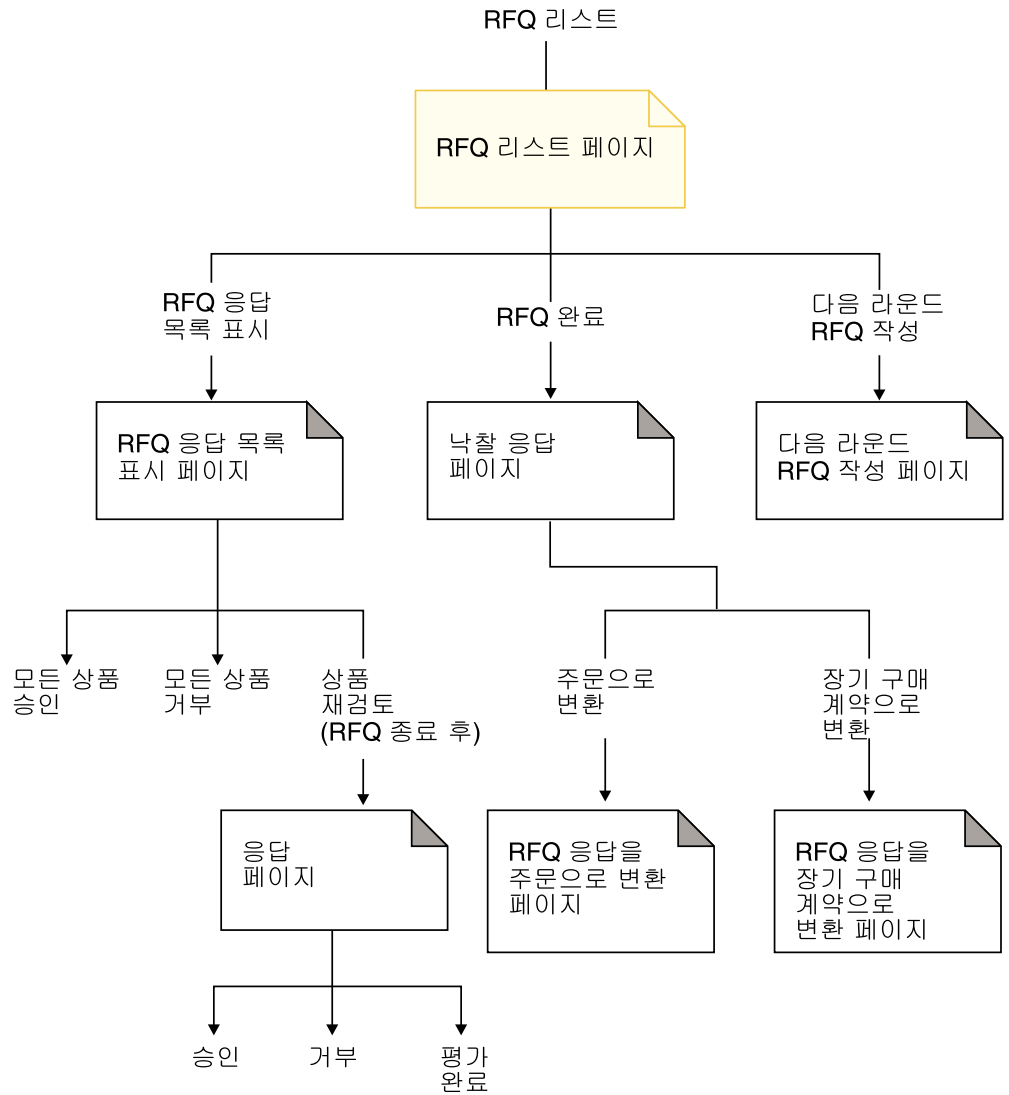 RFQ 리스트
RFQ 리스트 페이지
RFQ 응답
목록 표시
RFQ 완료
다음 라운드
RFQ 작성
RFQ 응답 목록
표시 페이지
낙찰 응답
페이지
다음 라운드
RFQ 작성 페이지
모든 상품
승인
모든 상품
거부
상품
재검토
(RFQ 종료 후)
주문으로
변환
장기 구매
계약으로
변환
응답
페이지
RFQ 응답을
주문으로 변환
페이지
RFQ 응답을
장기 구매
계약으로
변환 페이지
승인
거부
평가
완료